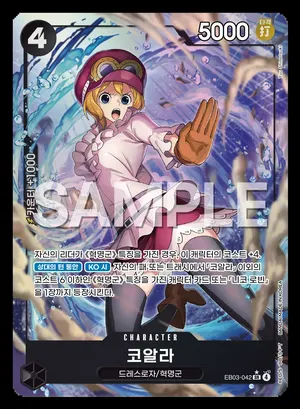 4
5000
타격
打
카운터 +1000
SAMPLE
자신의 리더가 《혁명군》 특징을 가진 경우, 이 캐릭터의 코스트 +4.
상대의 턴 동안 KO 시 자신의 패 또는 트래시에서 「코알라」 이외의
코스트 6 이하인 《혁명군》 특징을 가진 캐릭터 카드 또는 「니코 로빈」
을 1장까지 등장시킨다.
CHARACTER
코알라
드레스로자/혁명군
EB03-042 SR
4